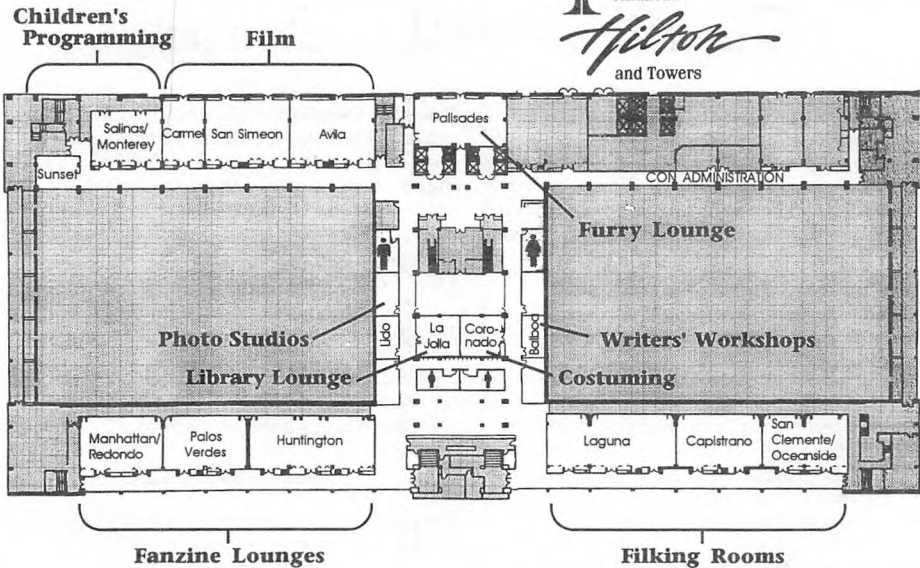 Children's
Programming
Film
Hilton
and Towers
Salinas/
Monterey
Carmel
San Simeon
Avila
Palisades
Sunset
CON ADMINISTRATION
Furry Lounge
Photo Studios
Lido
La
Jolla
Coro-
nado
Balboa
Writers' Workshops
Library Lounge
Costuming
Manhattan/
Redondo
Palos
Verdes
Huntington
Laguna
Capistrano
San
Clemente/
Oceanside
Fanzine Lounges
Filking Rooms